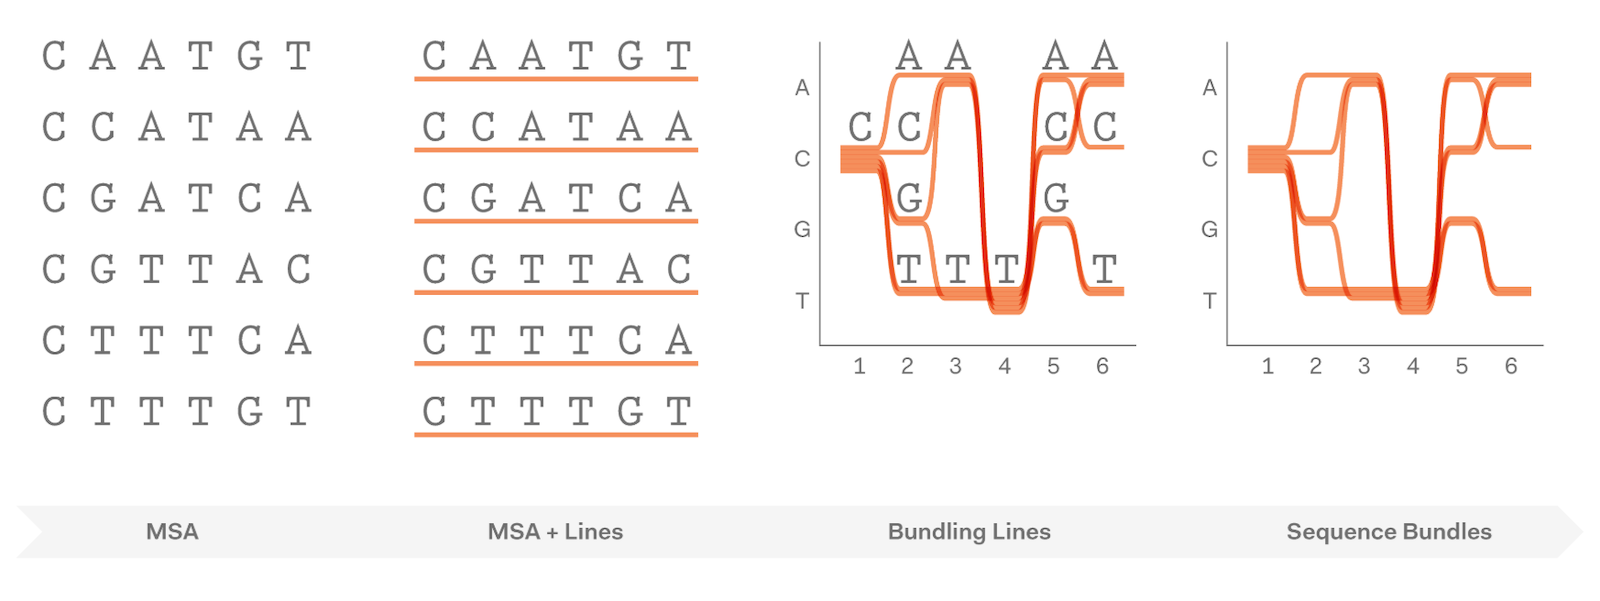 C A A T G T
C C A T A A
C G A T C A
C G T T A C
C T T T C A
C T T T G T
C A A T G T
C C A T A A
C G A T C A
C G T T A C
C T T T C A
C T T T G T
A A A A
A
C C C C
C
G G
G
T T T T
T
1 2 3 4 5 6
A
C
G
T
1 2 3 4 5 6
MSA
MSA + Lines
Bundling Lines
Sequence Bundles